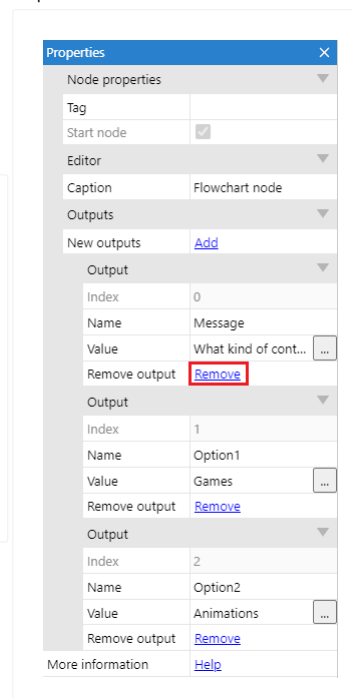 Properties
Node properties
Tag
Start node
Editor
Caption Flowchart node
Outputs
New outputs Add
Output
Index 0
Name Message
Value What kind of cont... ...
Remove output Remove
Output
Index 1
Name Option1
Value Games ...
Remove output Remove
Output
Index 2
Name Option2
Value Animations ...
Remove output Remove
More information Help